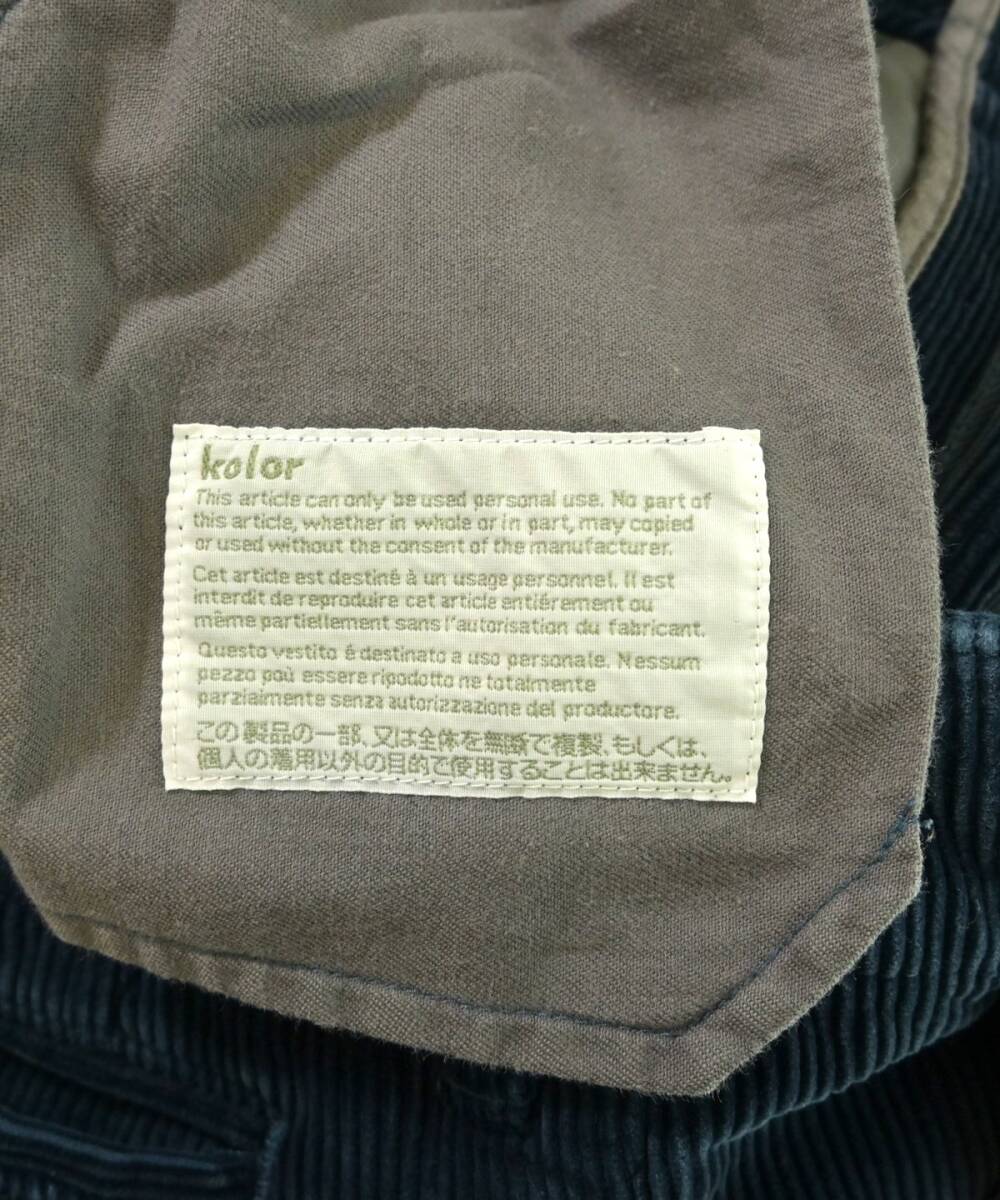 kolor
This article can only be used personal use. No part of
this article, whether in whole or in part, may copied
or used without the consent of the manufacturer.
Cet article est destiné à un usage personnel. Il est
interdit de reproduire cet article entiérement ou
même partiellement sans l'autorisation du fabricant.
Questo vestito é destinato a uso personale. Nessum
pezzo poù essere ripodotto ne totalmente
parzialmente senza autorizzazione del productore.
この製品の一部、又は全体を無断で複製、もしくは、
個人の着用以外の目的で使用することは出来ません。